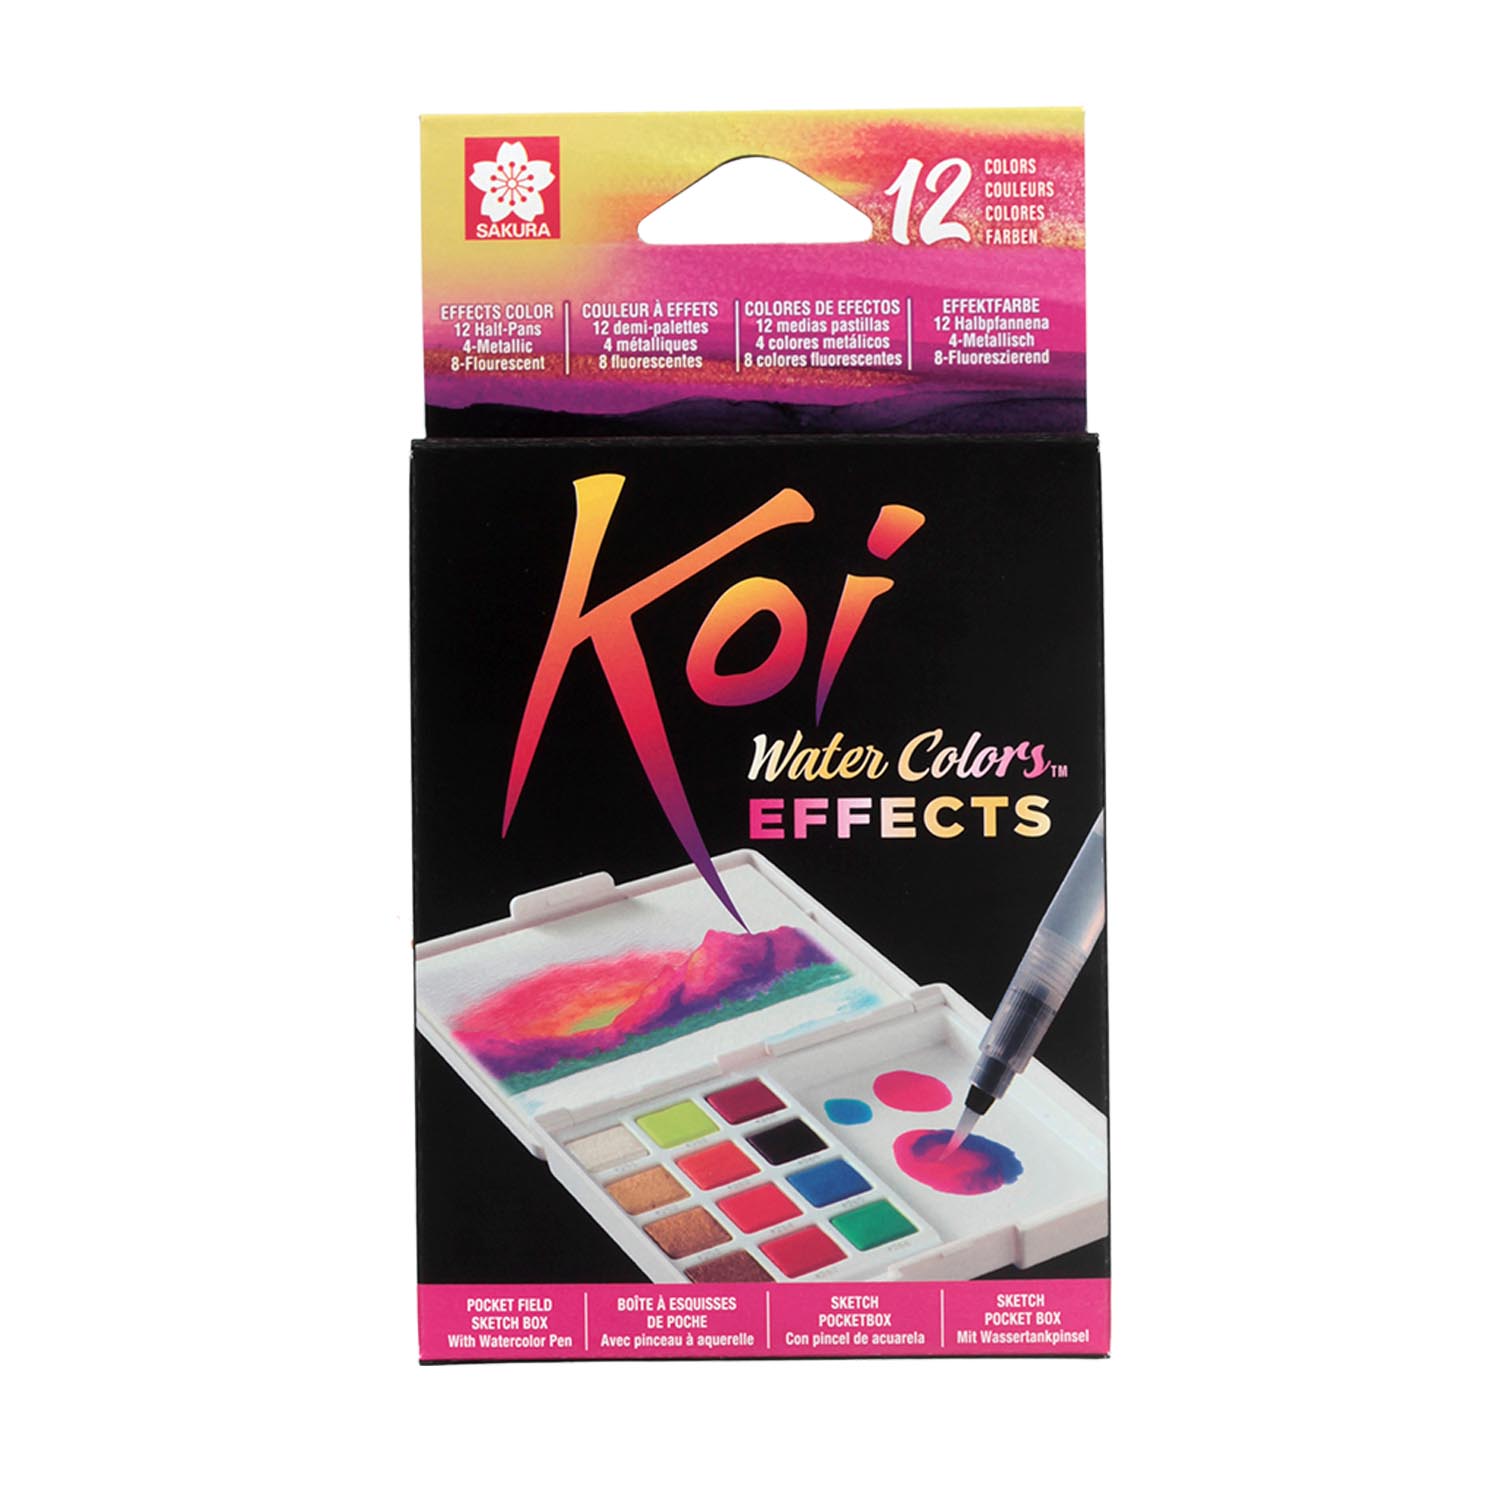 SAKURA
12
COLORS
COULEURS
COLORES
FARBEN
EFFECTS COLOR
12 Half-Pans
4-Metallic
8-Flourescent
COULEUR À EFFETS
12 demi-palettes
4 métalliques
8 fluorescentes
COLORES DE EFECTOS
12 medias pastillas
4 colores metálicos
8 colores fluorescentes
EFFEKTFARBE
12 Halbpfannena
4-Metallisch
8-Fluoreszierend
Koi
Water Colors™
EFFECTS
POCKET FIELD
SKETCH BOX
With Watercolor Pen
BOÎTE À ESQUISSES
DE POCHE
Avec pinceau à aquerelle
SKETCH
POCKETBOX
Con pincel de acuarela
SKETCH
POCKET BOX
Mit Wassertankpinsel